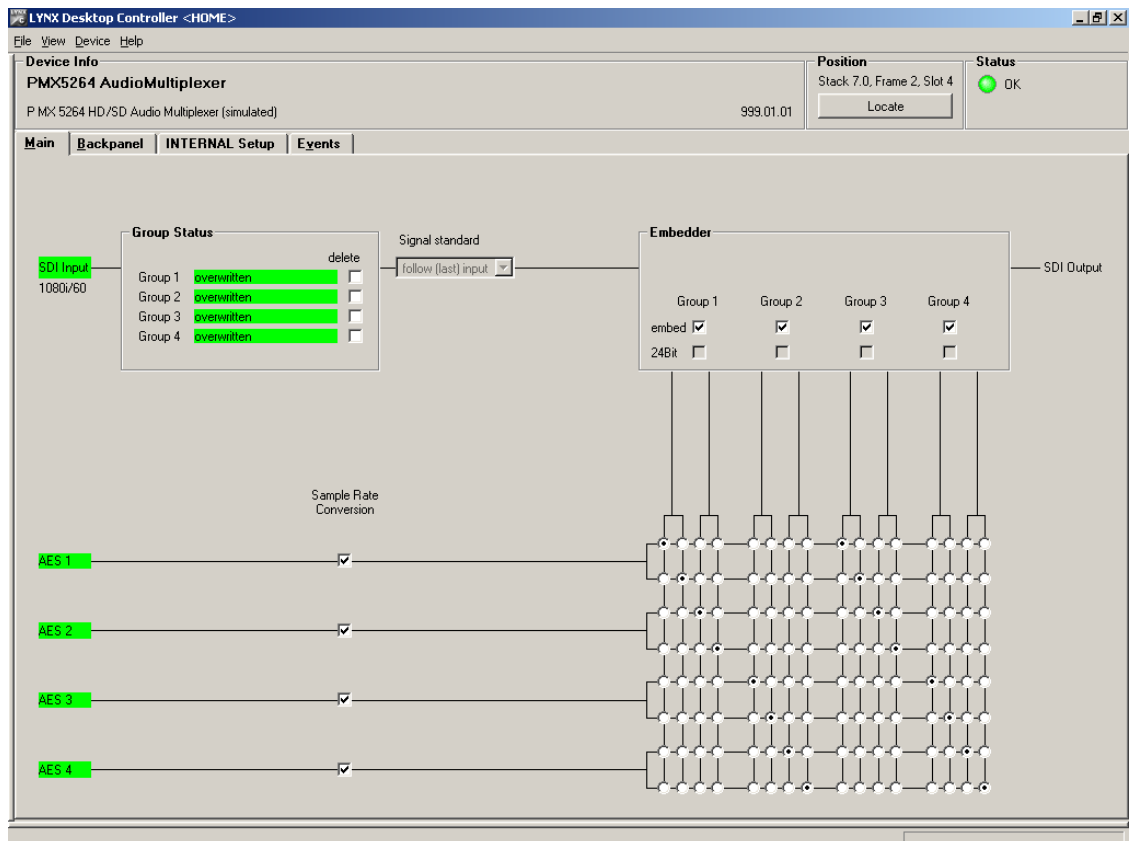 LYNX Desktop Controller <HOME>
File View Device Help
Device Info
PMX5264 AudioMultiplexer
P MX 5264 HD/SD Audio Multiplexer (simulated)
999.01.01
Position
Stack 7.0, Frame 2, Slot 4
Locate
Status
OK
Main Backpanel INTERNAL Setup Events
SDI Input
1080i/60
Group Status
delete
Group 1 overwritten
Group 2 overwritten
Group 3 overwritten
Group 4 overwritten
Signal standard
follow (last) input
Embedder
Group 1 Group 2 Group 3 Group 4
embed
24Bit
SDI Output
Sample Rate
Conversion
AES 1
AES 2
AES 3
AES 4